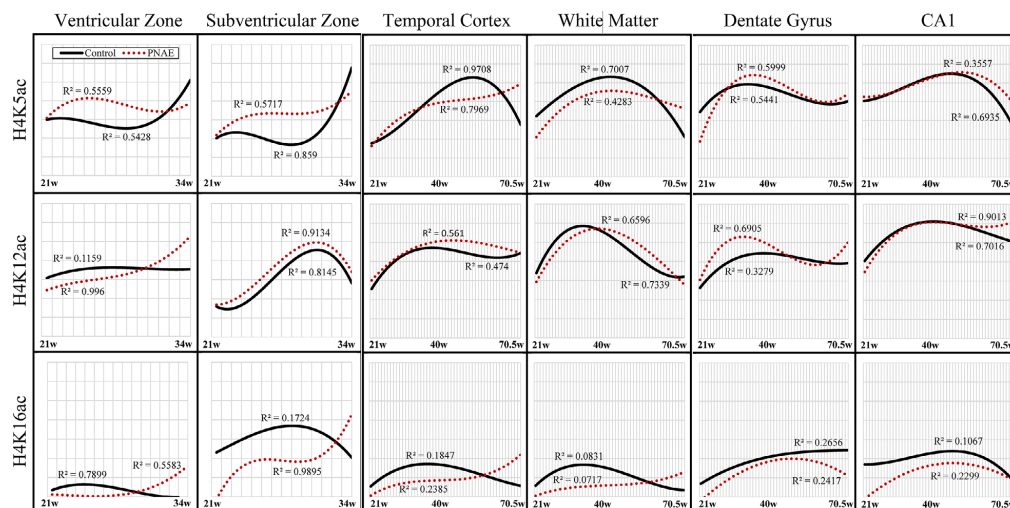 Ventricular Zone Subventricular Zone Temporal Cortex White Matter Dentate Gyrus CA1
H4K5ac
Control PNAE
R² = 0.5559
R² = 0.5428
21w 34w
R² = 0.5717
R² = 0.859
21w 34w
R² = 0.9708
R² = 0.7969
21w 40w 70.5w
R² = 0.7007
R² = 0.4283
21w 40w 70.5w
R² = 0.5999
R² = 0.5441
21w 40w 70.5w
R² = 0.3557
R² = 0.6935
21w 40w 70.5w
H4K12ac
R² = 0.1159
R² = 0.996
21w 34w
R² = 0.9134
R² = 0.8145
21w 34w
R² = 0.561
R² = 0.474
21w 40w 70.5w
R² = 0.6596
R² = 0.7339
21w 40w 70.5w
R² = 0.6905
R² = 0.3279
21w 40w 70.5w
R² = 0.9013
R² = 0.7016
21w 40w 70.5w
H4K16ac
R² = 0.7899
R² = 0.5583
21w 34w
R² = 0.1724
R² = 0.9895
21w 34w
R² = 0.1847
R² = 0.2385
21w 40w 70.5w
R² = 0.0831
R² = 0.0717
21w 40w 70.5w
R² = 0.2656
R² = 0.2417
21w 40w 70.5w
R² = 0.1067
R² = 0.2299
21w 40w 70.5w